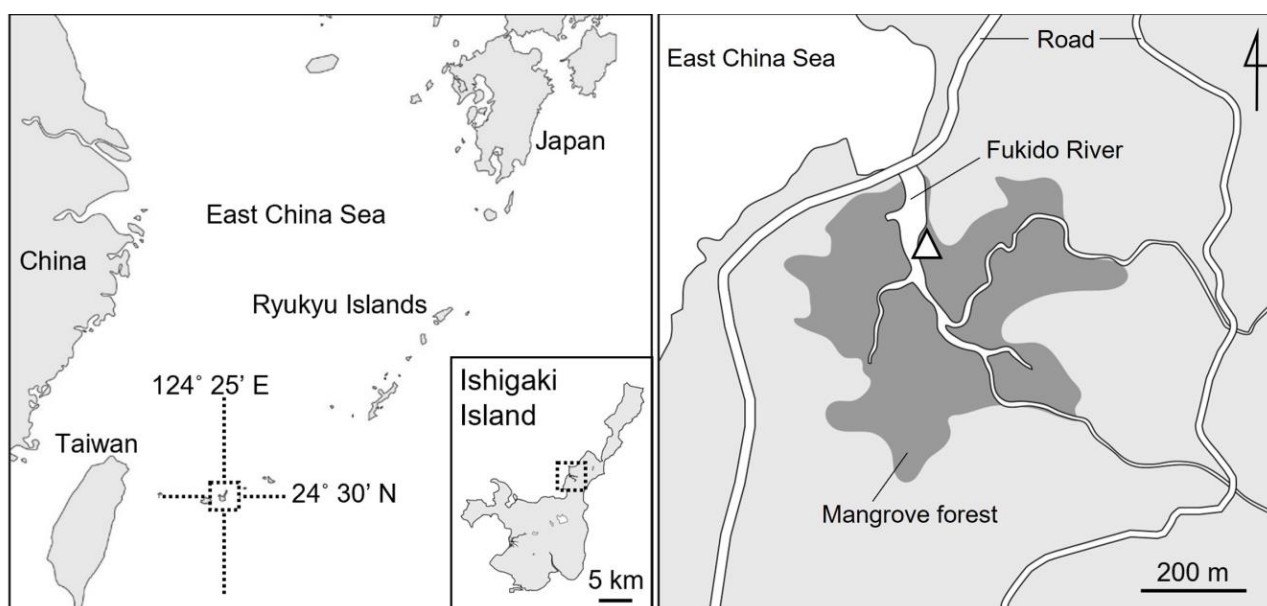 Japan
East China Sea
China
Ryukyu Islands
124° 25’ E
Taiwan
24° 30’ N
Ishigaki
Island
5 km
East China Sea
Road
Fukido River
Mangrove forest
200 m